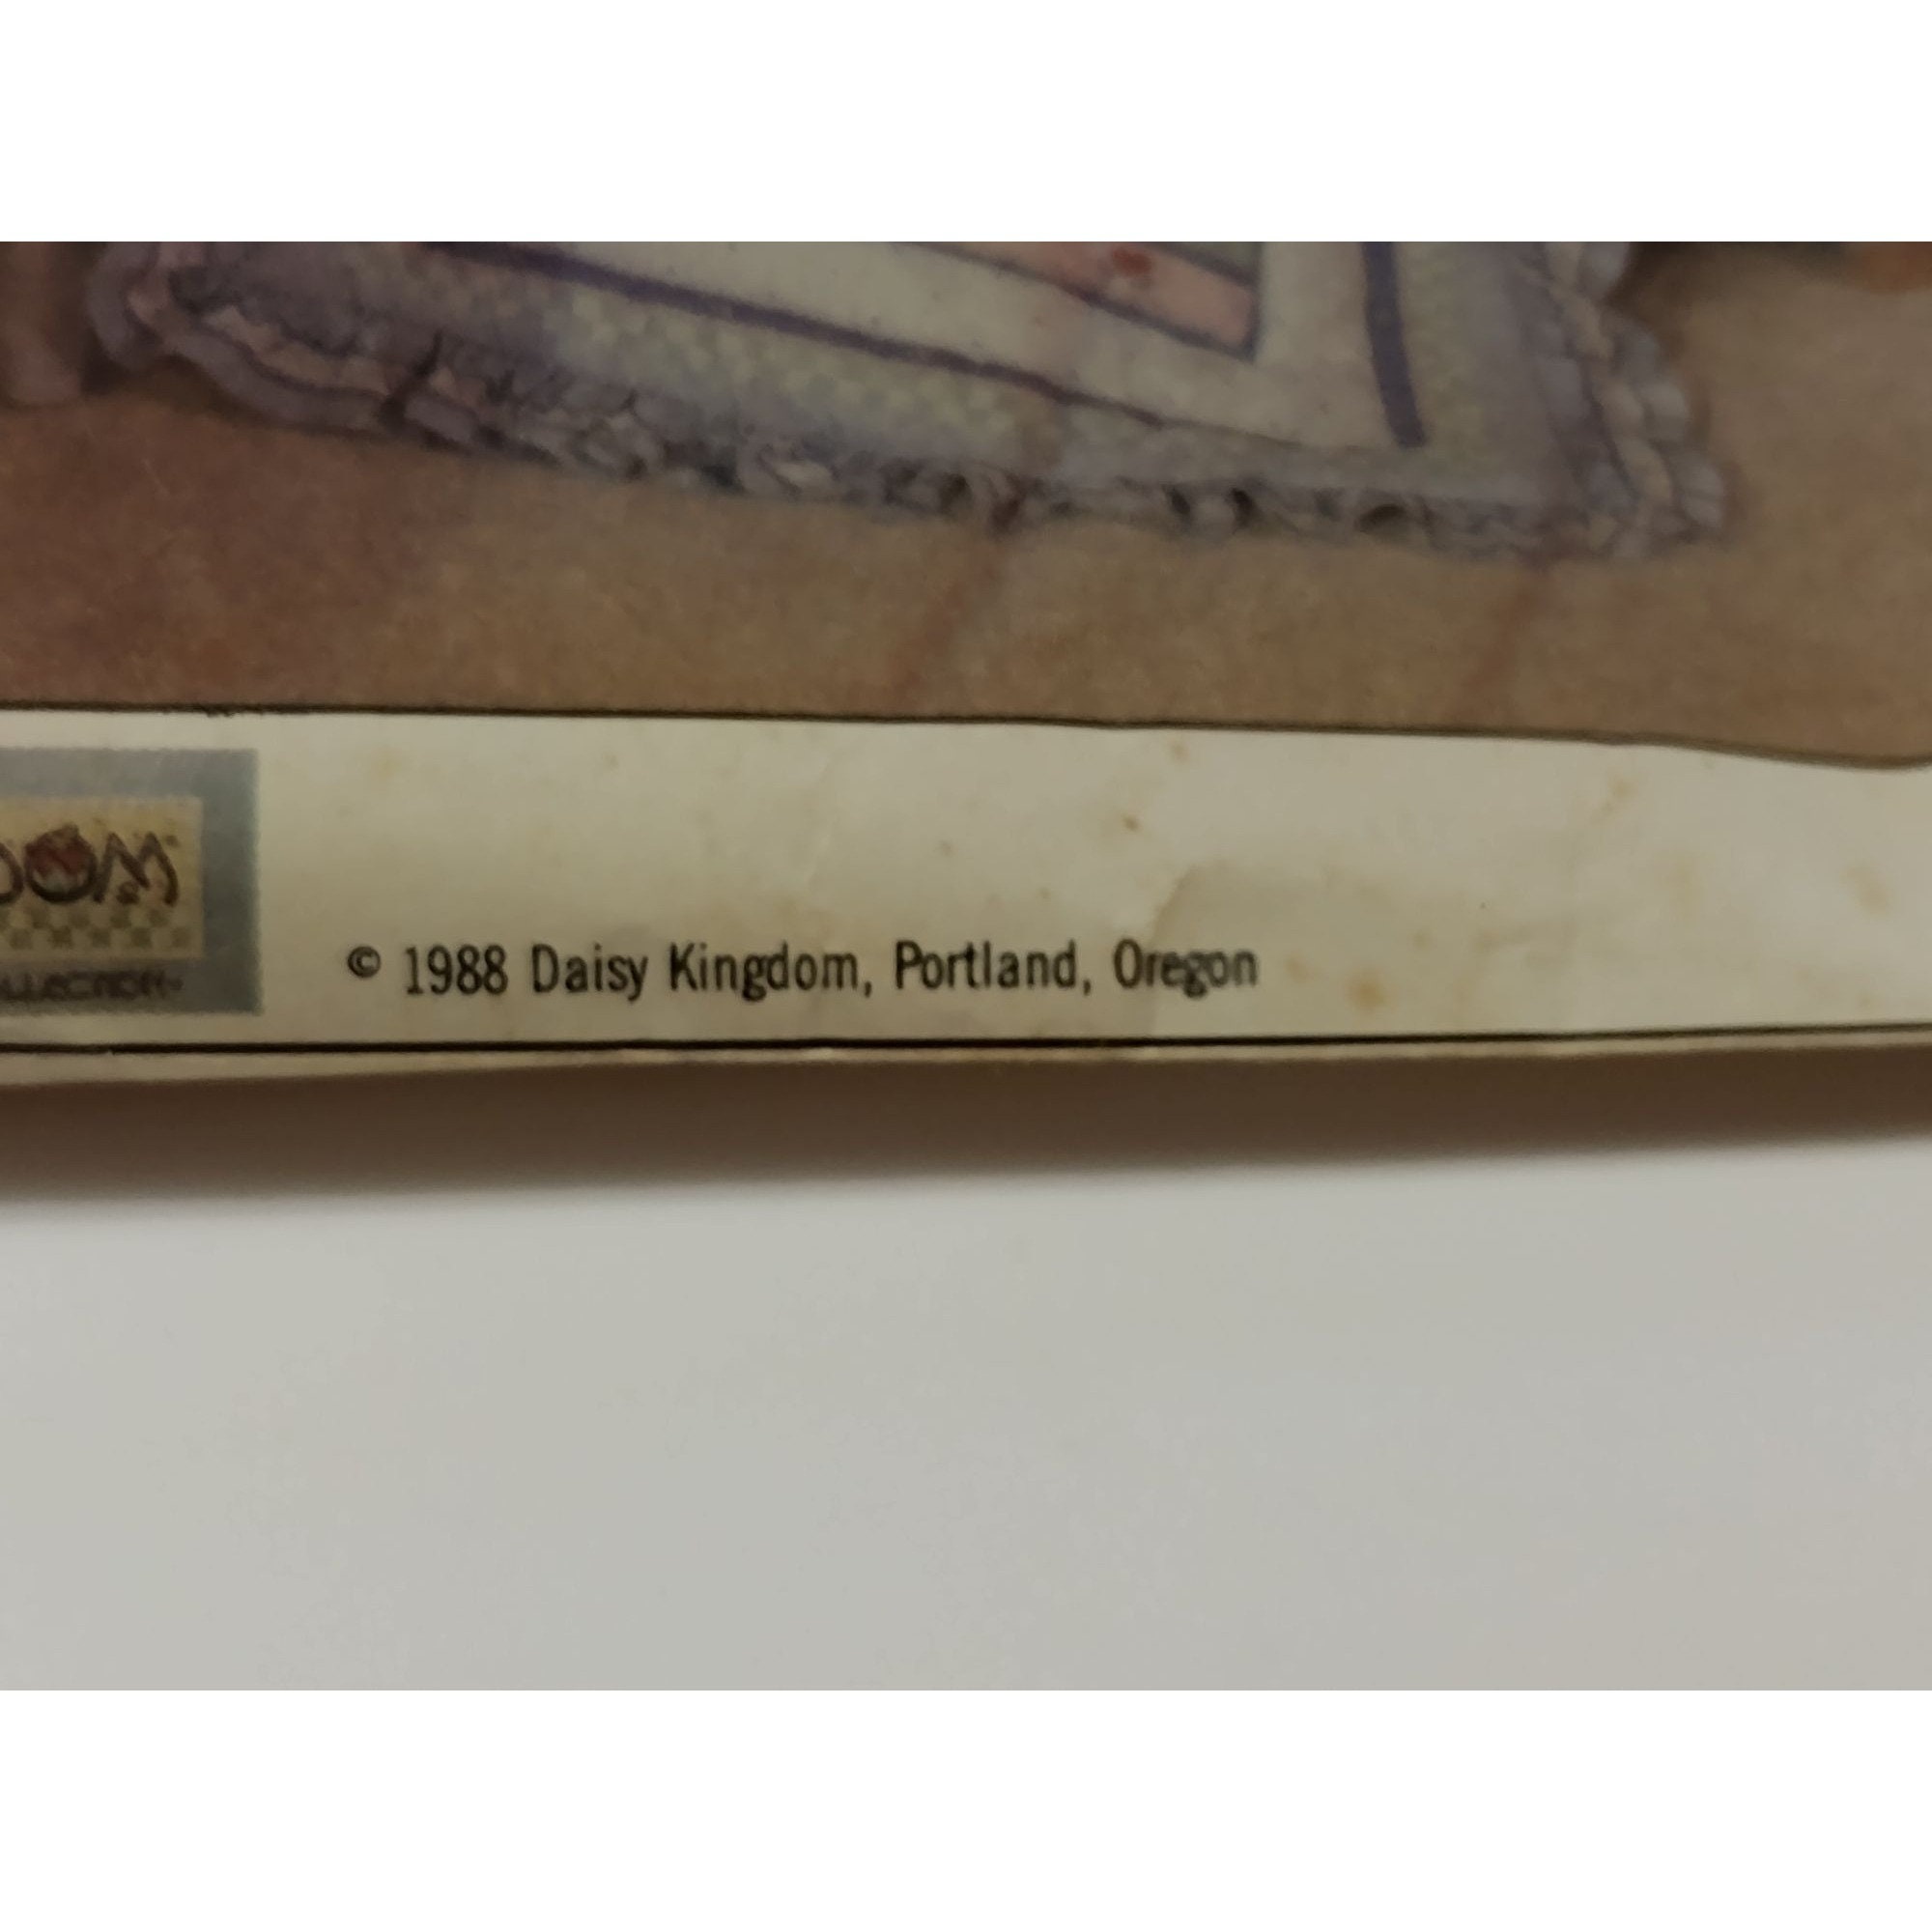 © 1988 Daisy Kingdom, Portland, Oregon